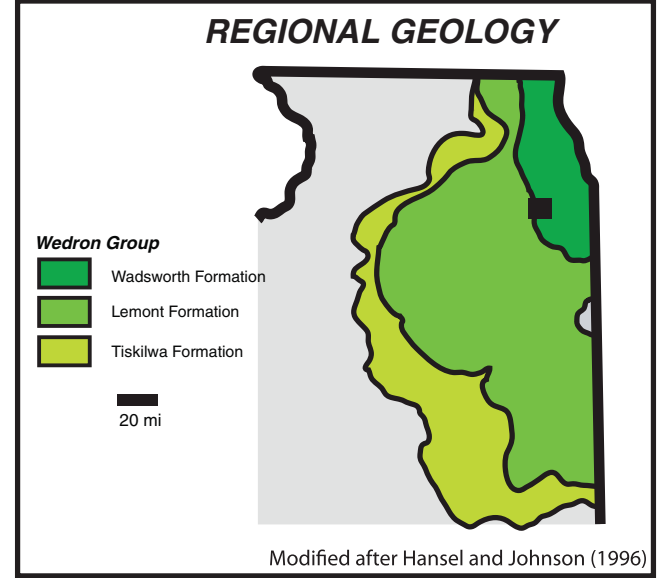 REGIONAL GEOLOGY
Wedron Group
Wadsworth Formation
Lemont Formation
Tiskilwa Formation
20 mi
Modified after Hansel and Johnson (1996)